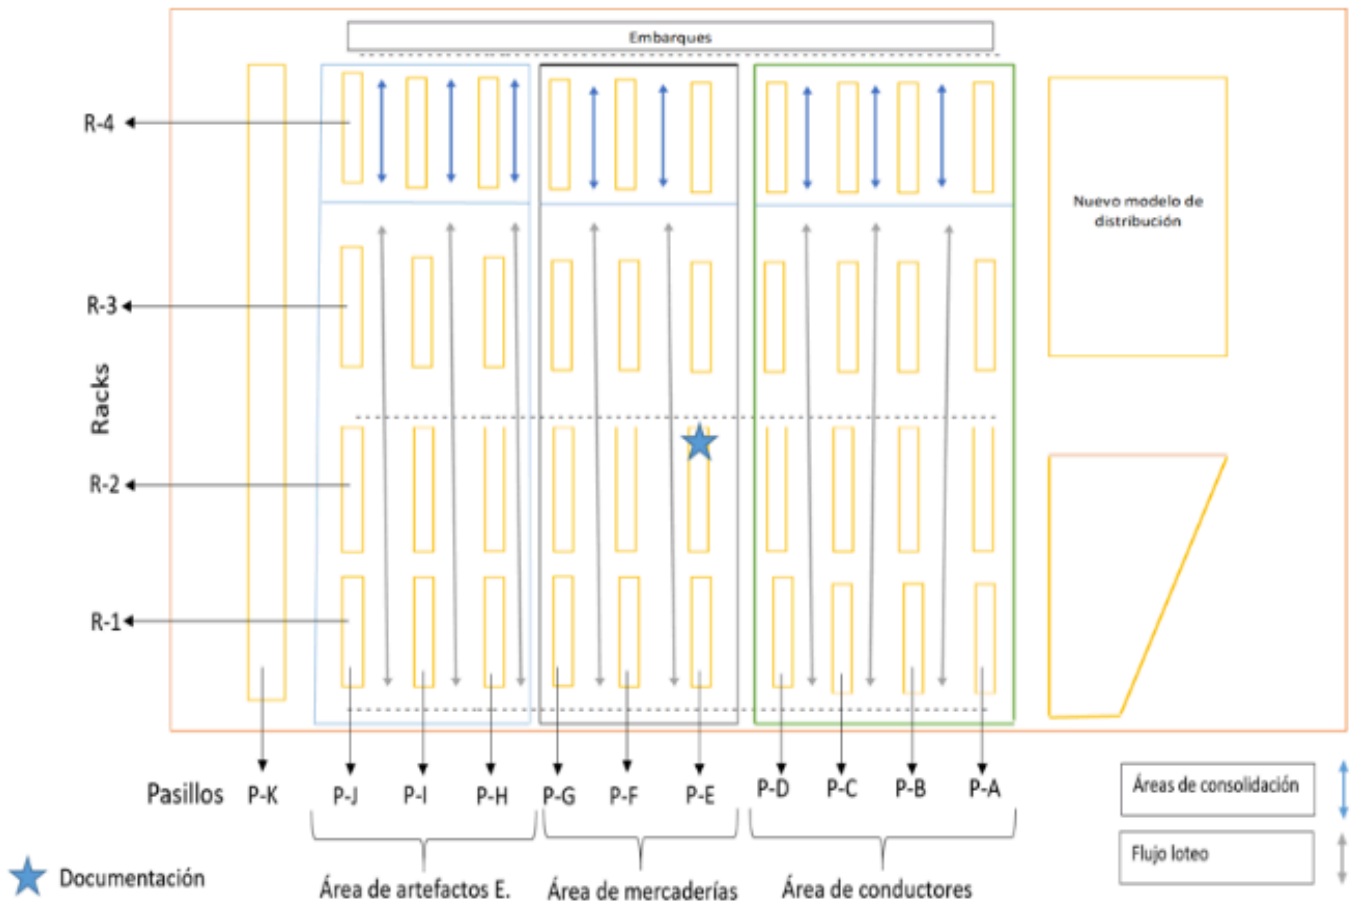 Embarques
R-4
Nuevo modelo de
distribución
R-3
Racks
R-2
R-1
Pasillos P-K P-J P-I P-H P-G P-F P-E P-D P-C P-B P-A
Áreas de consolidación
Flujo loteo
Documentación
Área de artefactos E. Área de mercaderías Área de conductores